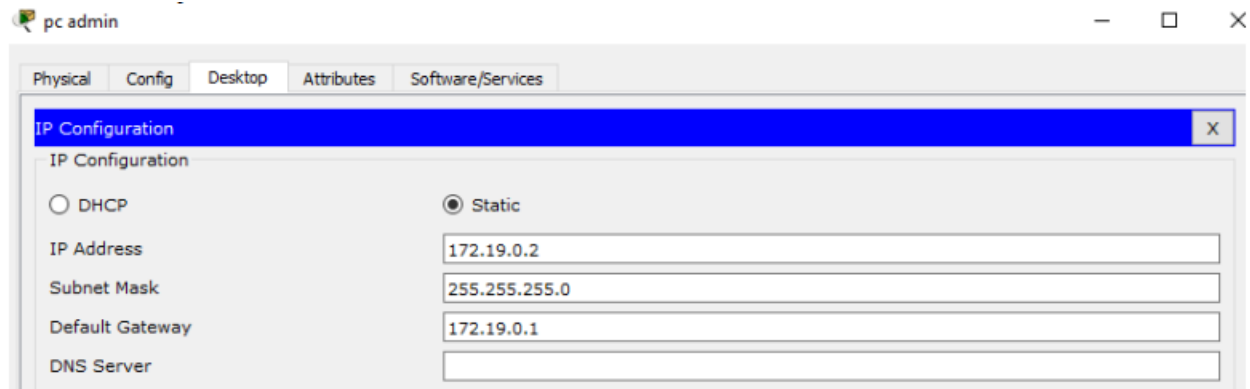 pc admin
Physical Config Desktop Attributes Software/Services
IP Configuration X
IP Configuration
DHCP Static
IP Address 172.19.0.2
Subnet Mask 255.255.255.0
Default Gateway 172.19.0.1
DNS Server